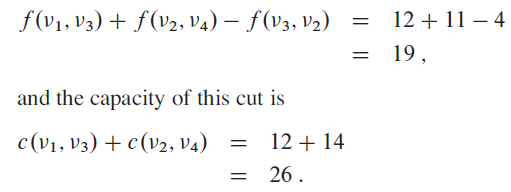 f(v₁, v₃) + f(v₂, v₄) − f(v₃, v₂) = 12 + 11 − 4
= 19 ,
and the capacity of this cut is
c(v₁, v₃) + c(v₂, v₄) = 12 + 14
= 26 .